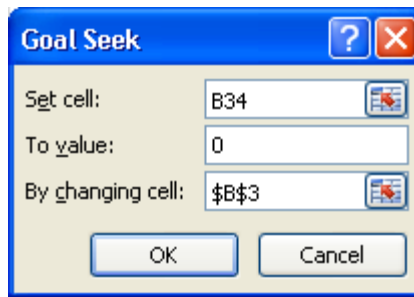 Goal Seek
Set cell: B34
To value: 0
By changing cell: $B$3
OK Cancel